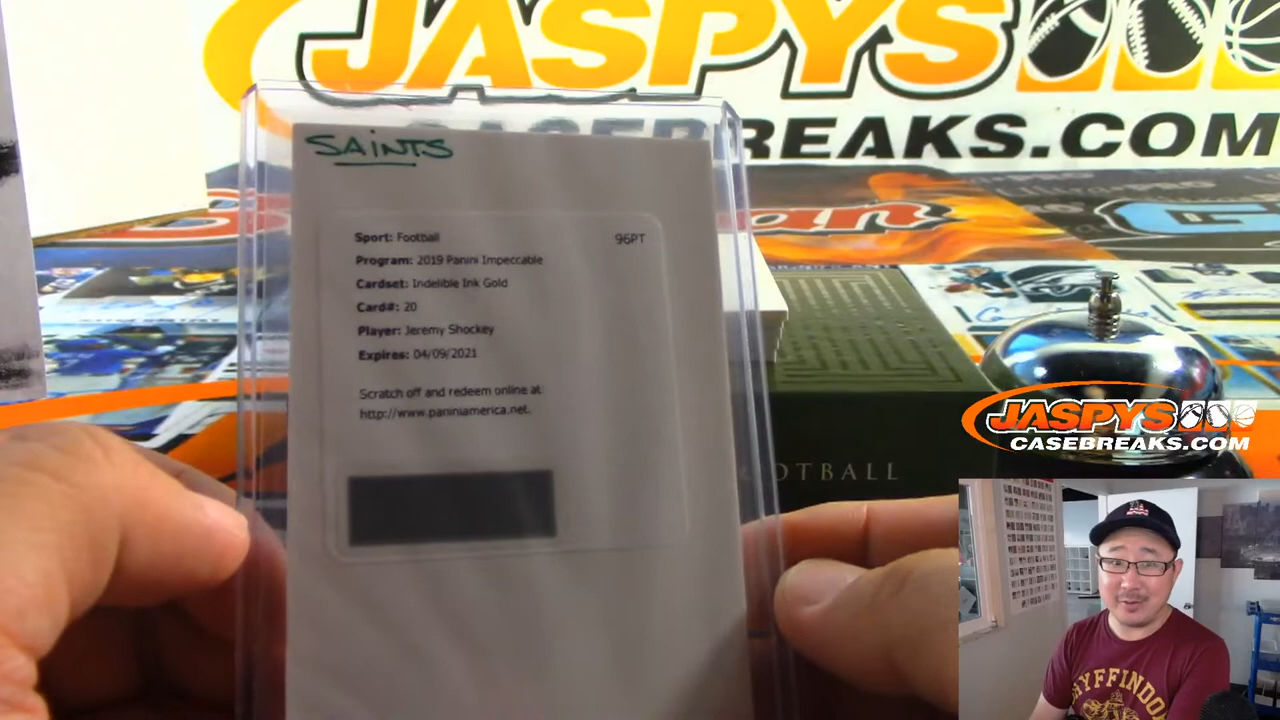 JASPYS
CASEBREAKS.COM
SAiNTS
Sport: Football
96PT
Program: 2019 Panini Impeccable
Cardset: Indelible Ink Gold
Card#: 20
Player: Jeremy Shockey
Expires: 04/09/2021
Scratch off and redeem online at
http://www.paniniamerica.net.
FOOTBALL
JASPYS
CASEBREAKS.COM
GRYFFINDOR